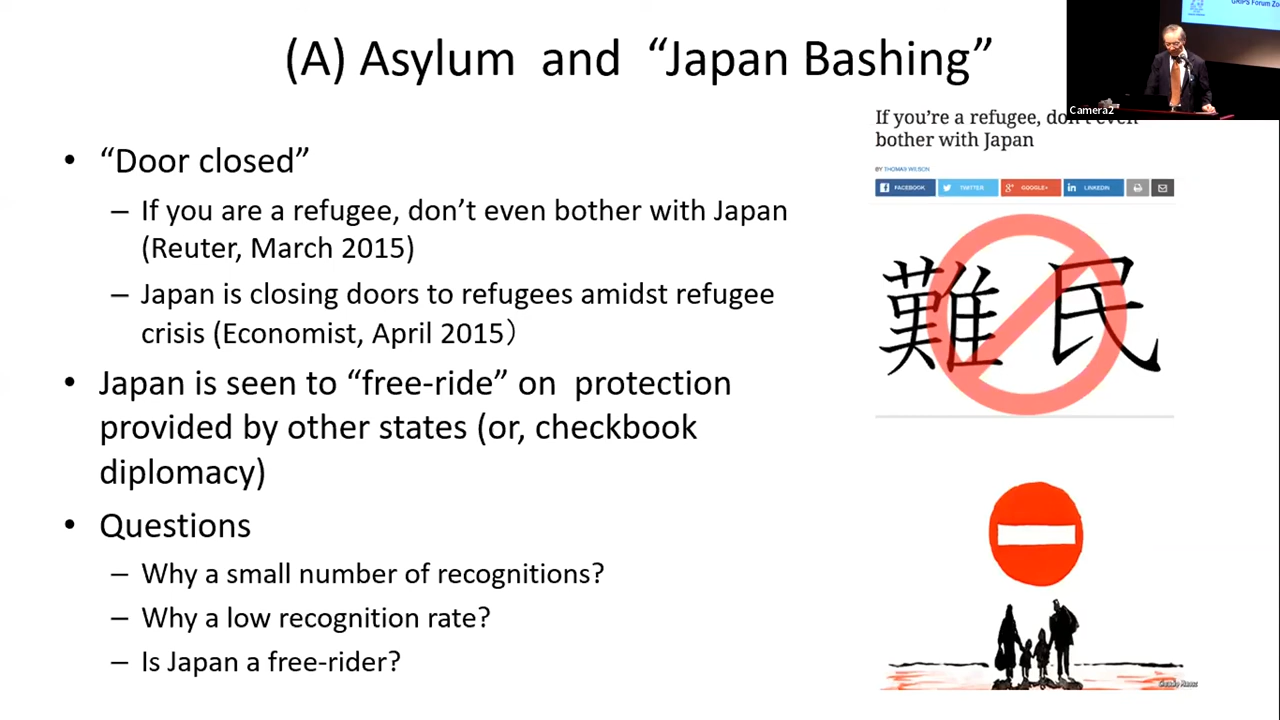 (A) Asylum and “Japan Bashing”
GRIPS Forum Zo
Camera2
• “Door closed”
– If you are a refugee, don’t even bother with Japan
(Reuter, March 2015)
– Japan is closing doors to refugees amidst refugee
crisis (Economist, April 2015）
• Japan is seen to “free-ride” on protection
provided by other states (or, checkbook
diplomacy)
• Questions
– Why a small number of recognitions?
– Why a low recognition rate?
– Is Japan a free-rider?
If you’re a refugee, don’t even
bother with Japan
BY THOMAS WILSON
FACEBOOK TWITTER GOOGLE+ LINKEDIN
難民